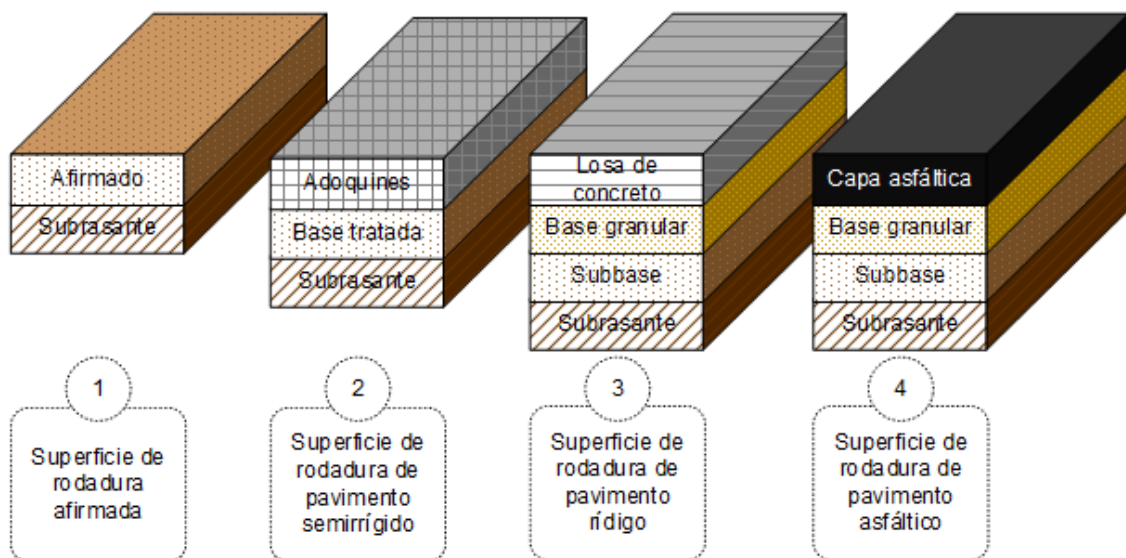 Afirmado
Subrasante
Adoquines
Base tratada
Subrasante
Losa de
concreto
Base granular
Subbase
Subrasante
Capa asfáltica
Base granular
Subbase
Subrasante
1
Superficie de
rodadura
afirmada
2
Superficie de
rodadura de
pavimento
semirrígido
3
Superficie de
rodadura de
pavimento
rídigo
4
Superficie de
rodadura de
pavimento
asfáltico